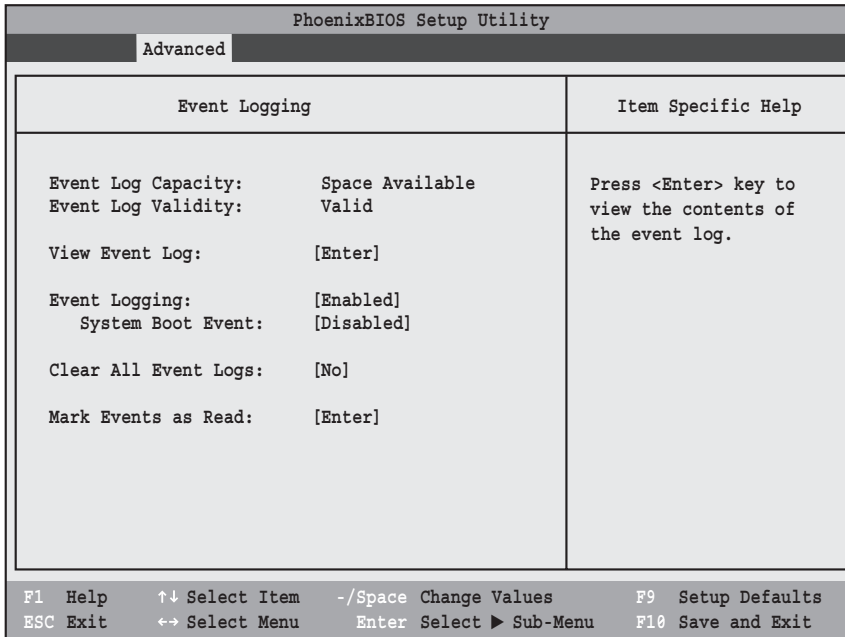 PhoenixBIOS Setup Utility
Advanced
Event Logging
Item Specific Help
Event Log Capacity: Space Available
Event Log Validity: Valid
View Event Log: [Enter]
Event Logging: [Enabled]
System Boot Event: [Disabled]
Clear All Event Logs: [No]
Mark Events as Read: [Enter]
Press <Enter> key to
view the contents of
the event log.
F1 Help ↑↓ Select Item -/Space Change Values F9 Setup Defaults
ESC Exit ←→ Select Menu Enter Select ▶ Sub-Menu F10 Save and Exit